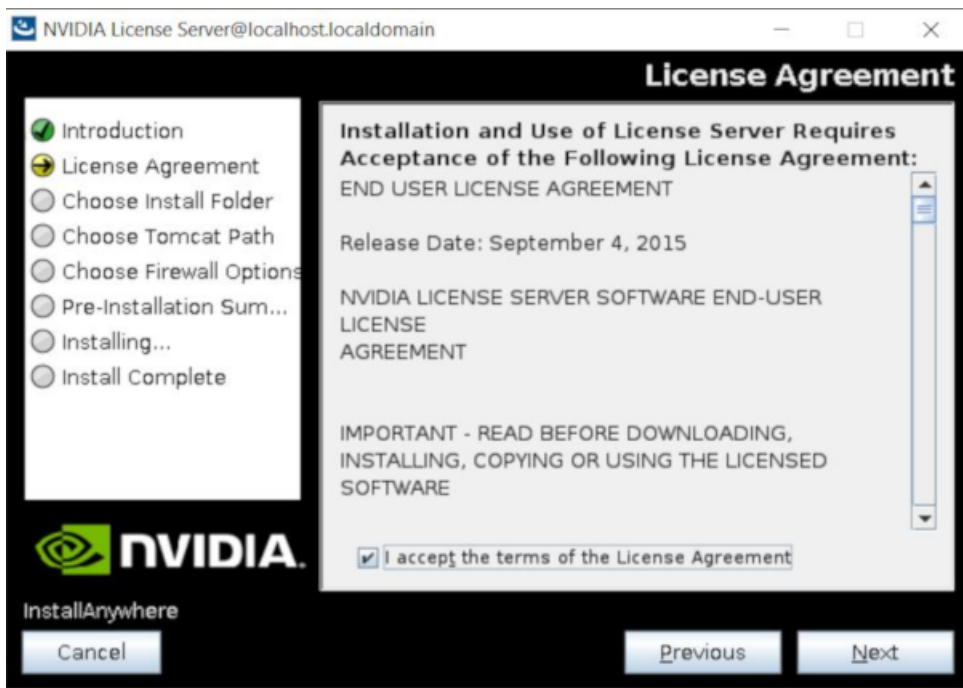 NVIDIA License Server@localhost.localdomain
License Agreement
Introduction
License Agreement
Choose Install Folder
Choose Tomcat Path
Choose Firewall Options
Pre-Installation Sum...
Installing...
Install Complete
Installation and Use of License Server Requires
Acceptance of the Following License Agreement:
END USER LICENSE AGREEMENT
Release Date: September 4, 2015
NVIDIA LICENSE SERVER SOFTWARE END-USER
LICENSE
AGREEMENT
IMPORTANT - READ BEFORE DOWNLOADING,
INSTALLING, COPYING OR USING THE LICENSED
SOFTWARE
I accept the terms of the License Agreement
NVIDIA.
InstallAnywhere
Cancel
Previous
Next